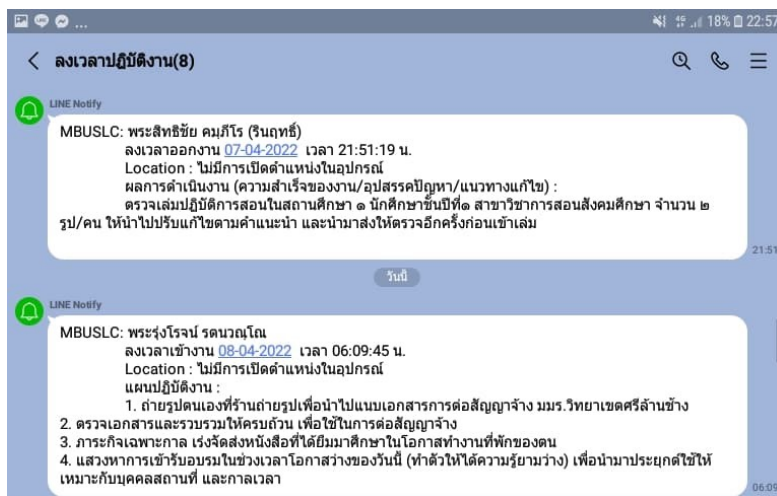 ... 4G 18% 22:57
ลงเวลาปฏิบัติงาน(8)
LINE Notify
MBUSLC: พระสิทธิชัย คมฺภีโร (รินฤทธิ์)
ลงเวลาออกงาน 07-04-2022 เวลา 21:51:19 น.
Location : ไม่มีการเปิดตำแหน่งในอุปกรณ์
ผลการดำเนินงาน (ความสำเร็จของงาน/อุปสรรคปัญหา/แนวทางแก้ไข) :
ตรวจเล่มปฏิบัติการสอนในสถานศึกษา ๑ นักศึกษาชั้นปีที่๑ สาขาวิชาการสอนสังคมศึกษา จำนวน ๒
รูป/คน ให้นำไปปรับแก้ไขตามคำแนะนำ และนำมาส่งให้ตรวจอีกครั้งก่อนเข้าเล่ม
21:51
วันนี้
LINE Notify
MBUSLC: พระรุ่งโรจน์ รตนวณฺโณ
ลงเวลาเข้างาน 08-04-2022 เวลา 06:09:45 น.
Location : ไม่มีการเปิดตำแหน่งในอุปกรณ์
แผนปฏิบัติงาน :
1. ถ่ายรูปตนเองที่ร้านถ่ายรูปเพื่อนำไปแนบเอกสารการต่อสัญญาจ้าง มมร.วิทยาเขตศรีล้านช้าง
2. ตรวจเอกสารและรวบรวมให้ครบถ้วน เพื่อใช้ในการต่อสัญญาจ้าง
3. ภาระกิจเฉพาะกาล เร่งจัดส่งหนังสือที่ได้ยืมมาศึกษาในโอกาสทำงานที่พักของตน
4. แสวงหาการเข้ารับอบรมในช่วงเวลาโอกาสว่างของวันนี้ (ทำตัวให้ได้ความรู้ยามว่าง) เพื่อนำมาประยุกต์ใช้ให้
เหมาะกับบุคคลสถานที่ และกาลเวลา
06:09